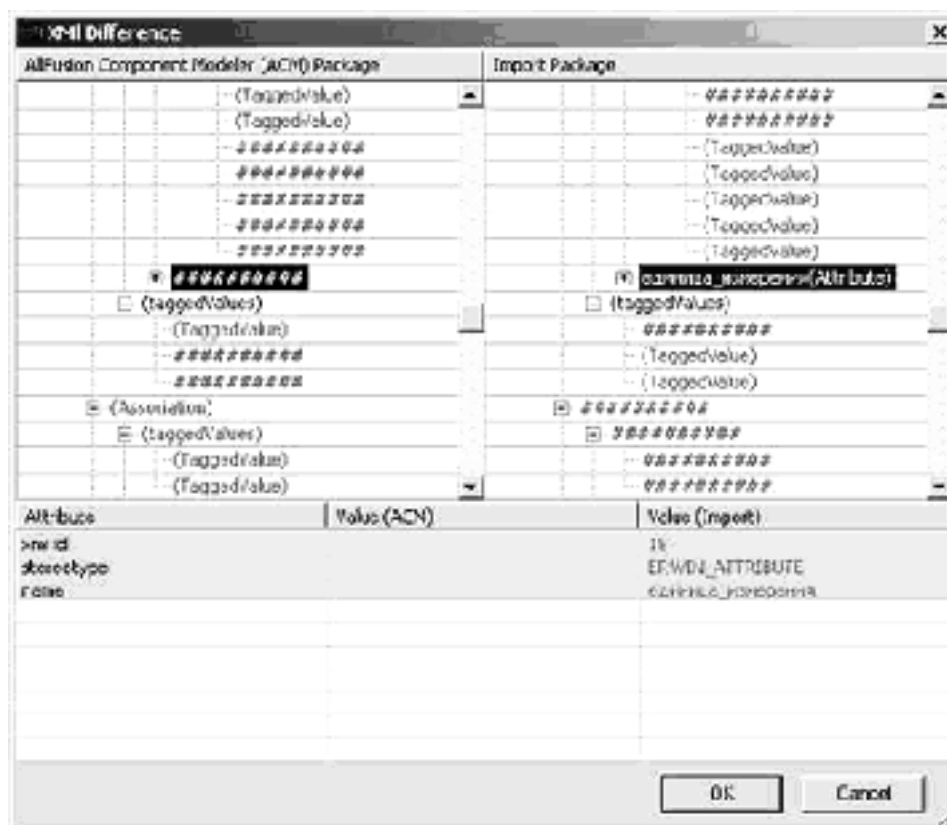 XMI Difference
AllFusion Component Modeler (ACM) Package
Import Package
(TaggedValue)
(TaggedValue)
##########
##########
##########
##########
##########
##########
(taggedValues)
(TaggedValue)
##########
##########
(Association)
(taggedValues)
(TaggedValue)
(TaggedValue)
##########
##########
(TaggedValue)
(TaggedValue)
(TaggedValue)
(TaggedValue)
(TaggedValue)
(Attribute)
(taggedValues)
##########
(TaggedValue)
(TaggedValue)
##########
##########
##########
##########
Attribute
Value (ACM)
Value (Import)
xmi.id
stereotype
ERWIN_ATTRIBUTE
name
OK
Cancel